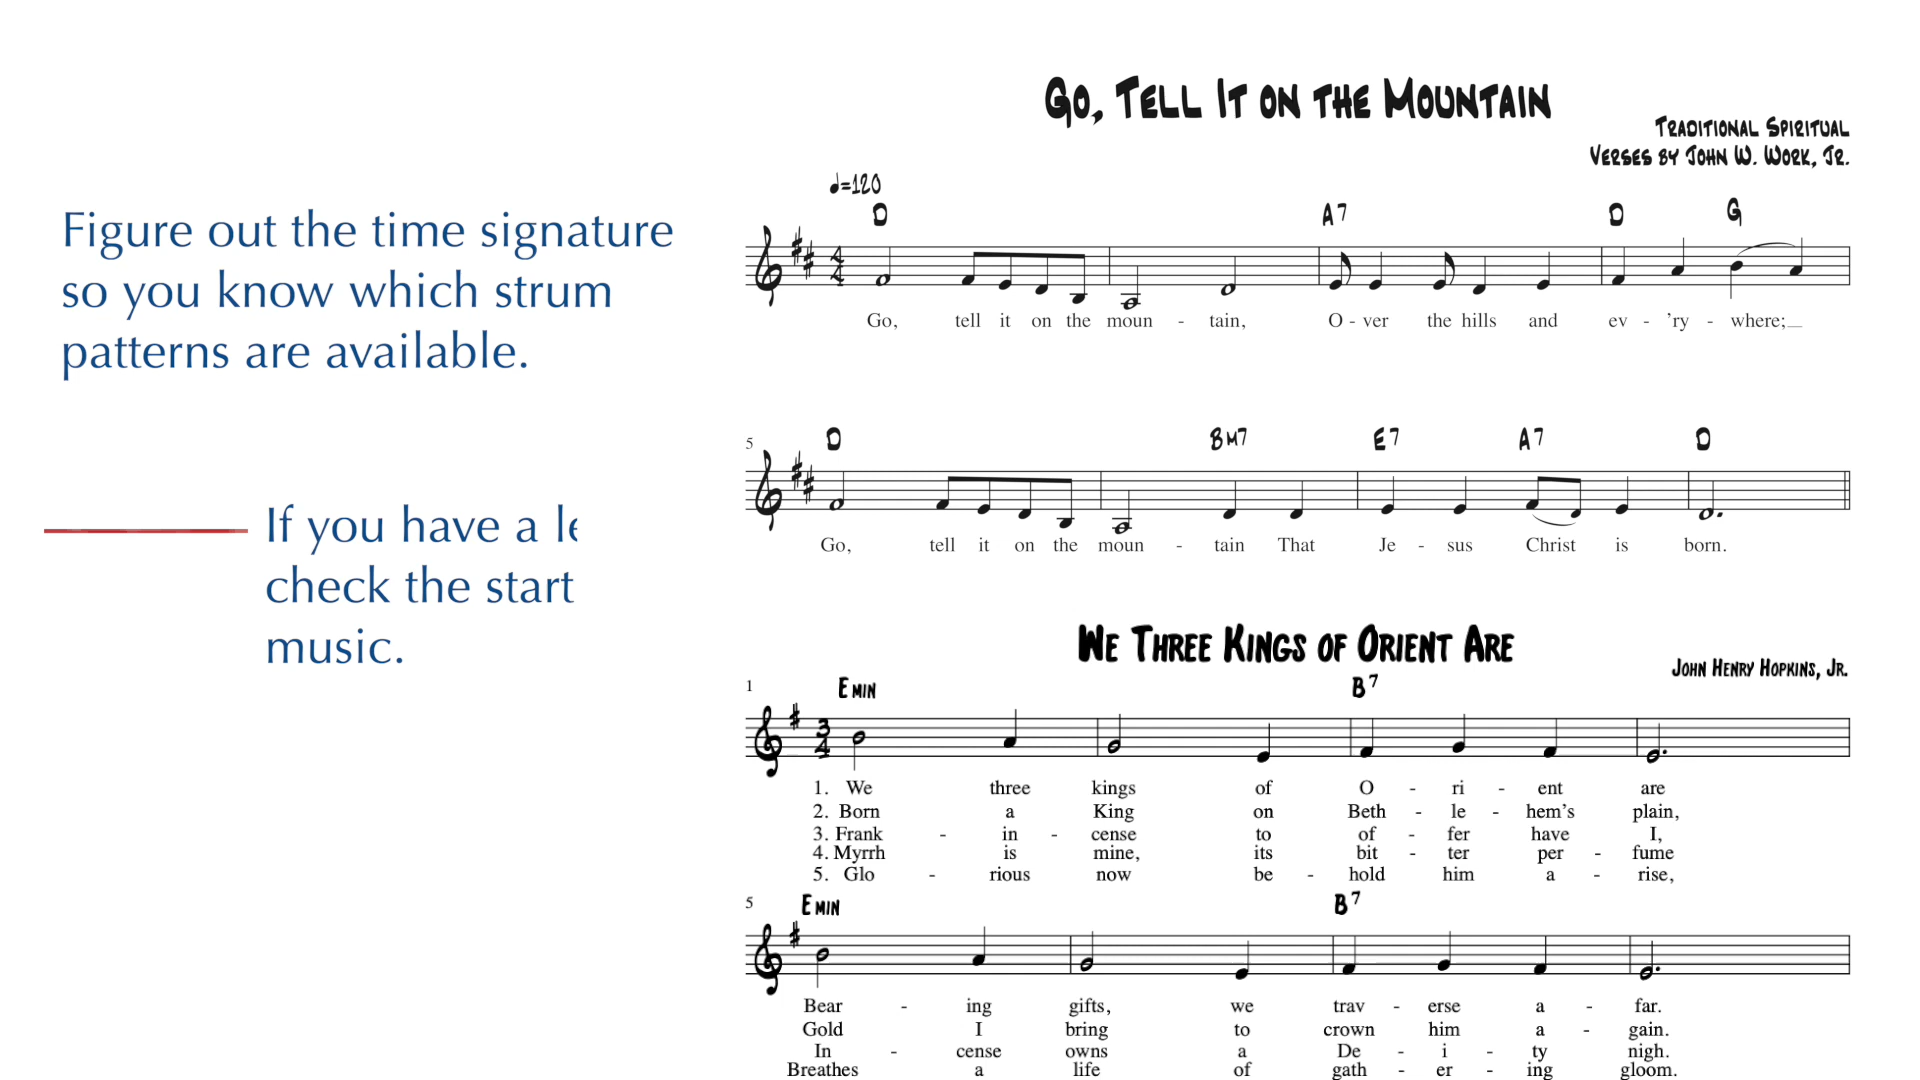 Figure out the time signature
so you know which strum
patterns are available.
If you have a
check the start
music.
Go, Tell It on the Mountain
Traditional Spiritual
Verses by John W. Work, Jr.
♩=120
D A7 D G
4
4
Go, tell it on the moun - tain, O - ver the hills and ev - 'ry - where;
5
D Bm7 E7 A7 D
Go, tell it on the moun - tain That Je - sus Christ is born.
We Three Kings of Orient Are
John Henry Hopkins, Jr.
1
Emin B7
3
4
1. We three kings of O - ri - ent are
2. Born a King on Beth - le - hem's plain,
3. Frank - in - cense to of - fer have I,
4. Myrrh is mine, its bit - ter per - fume
5. Glo - rious now be - hold him a - rise,
5
Emin B7
Bear - ing gifts, we trav - erse a - far.
Gold I bring to crown him a - gain.
In - cense owns a De - i - ty nigh.
Breathes a life of gath - er - ing gloom.